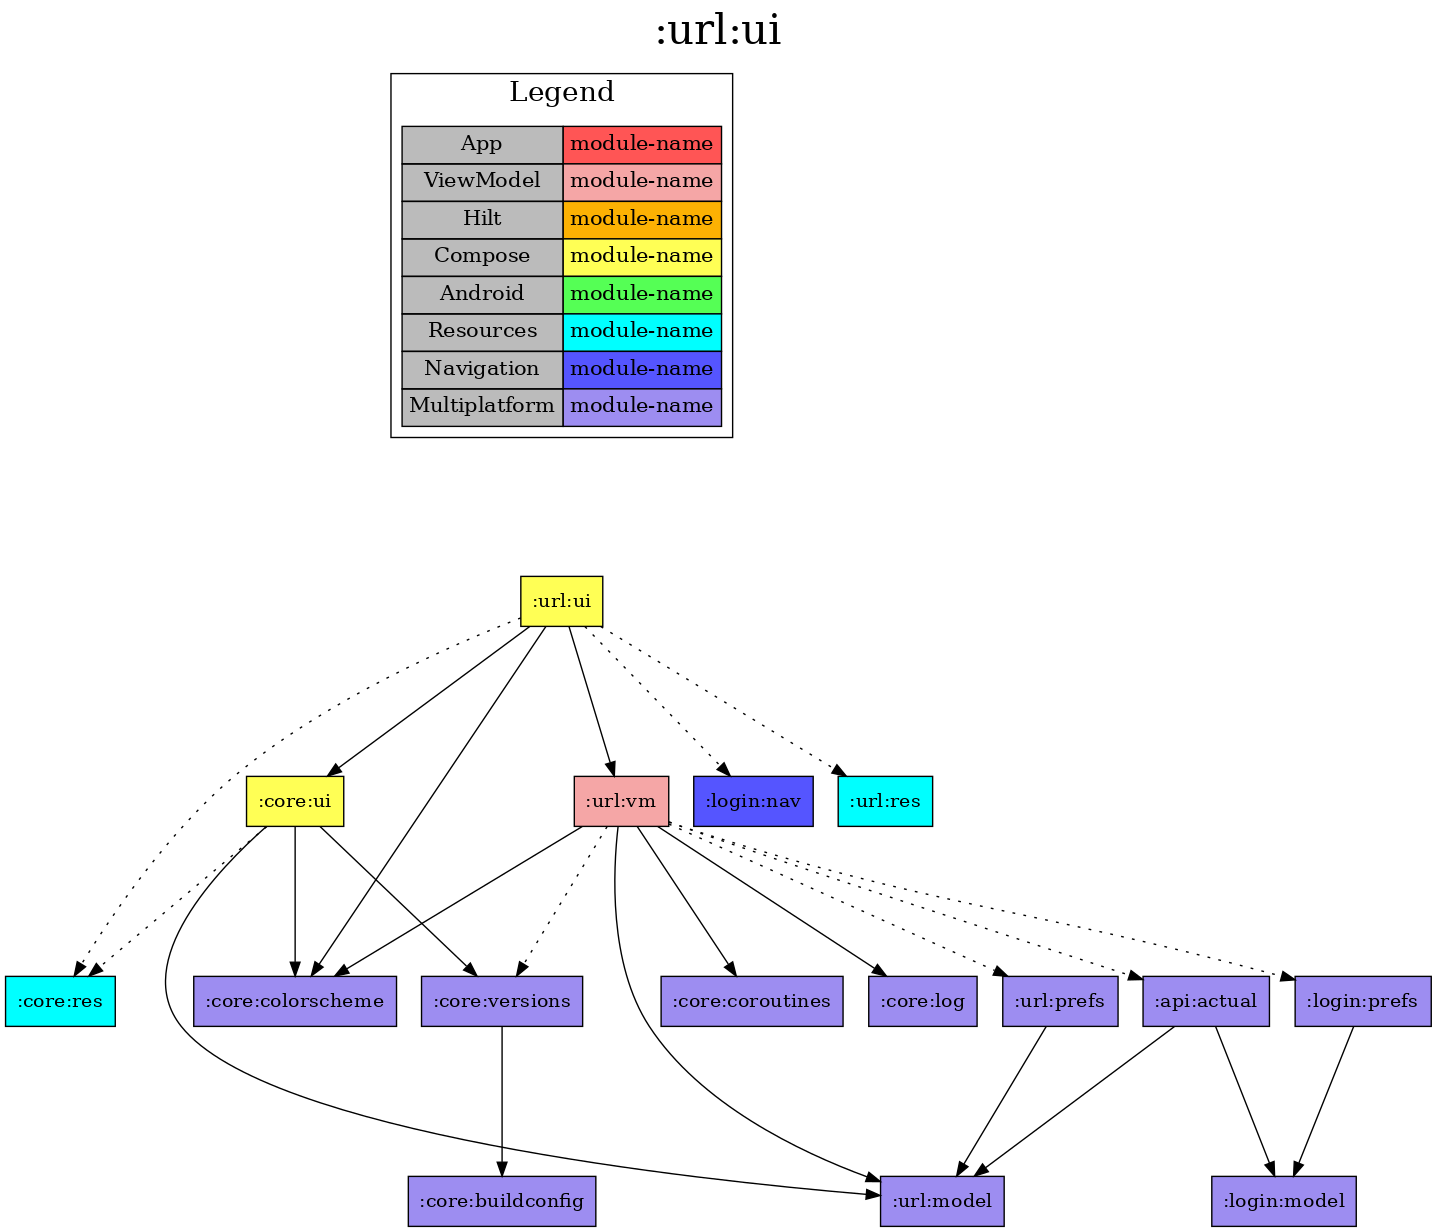 :url:ui
Legend
App module-name
ViewModel module-name
Hilt module-name
Compose module-name
Android module-name
Resources module-name
Navigation module-name
Multiplatform module-name
:url:ui
:core:ui :url:vm :login:nav :url:res
:core:res :core:colorscheme :core:versions :core:coroutines :core:log :url:prefs :api:actual :login:prefs
:core:buildconfig :url:model :login:model